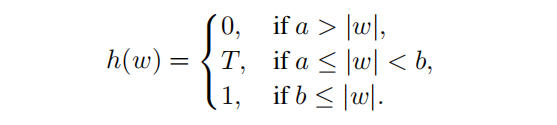 0, if a > |w|,
h(w) = { T, if a ≤ |w| < b,
1, if b ≤ |w|.